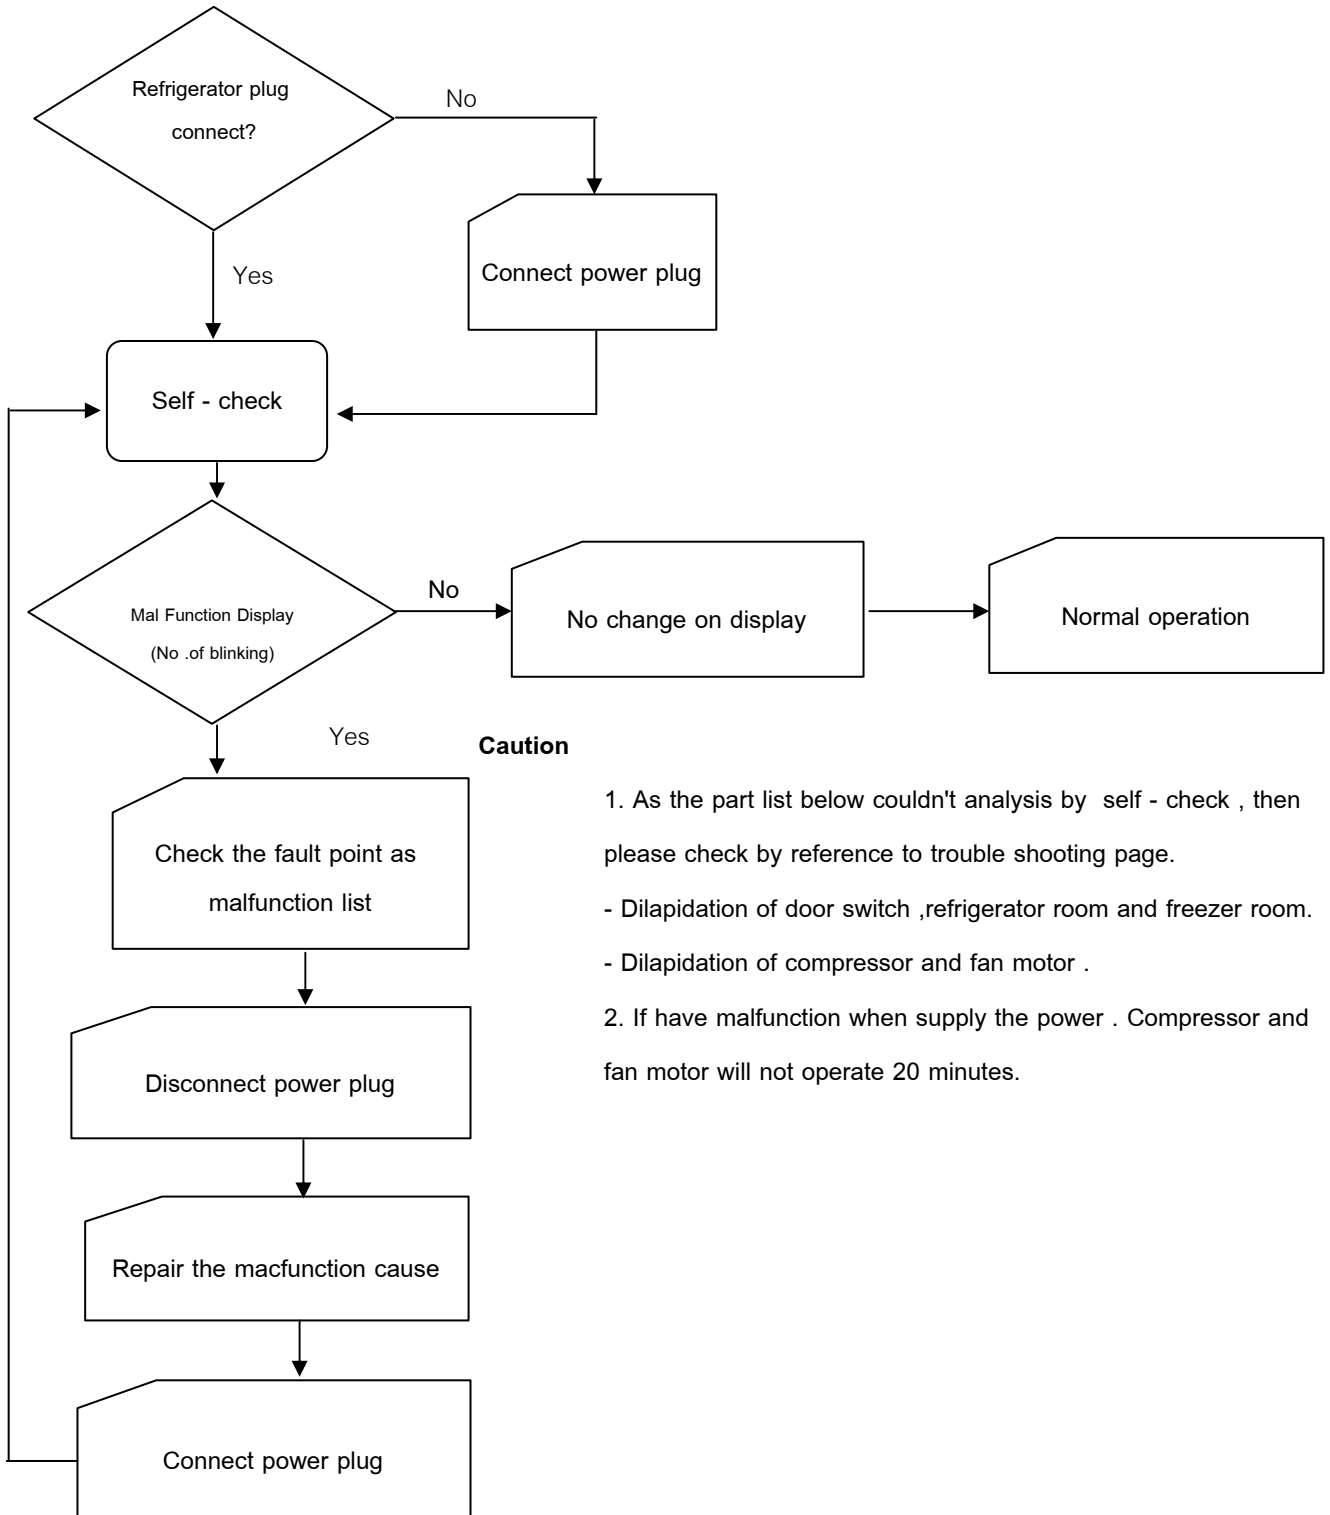 Refrigerator plug
connect?
No
Connect power plug
Yes
Self - check
Mal Function Display
(No .of blinking)
No
No change on display
Normal operation
Yes
Check the fault point as
malfunction list
Disconnect power plug
Repair the macfunction cause
Connect power plug
Caution
1. As the part list below couldn't analysis by self - check , then
please check by reference to trouble shooting page.
- Dilapidation of door switch ,refrigerator room and freezer room.
- Dilapidation of compressor and fan motor .
2. If have malfunction when supply the power . Compressor and
fan motor will not operate 20 minutes.